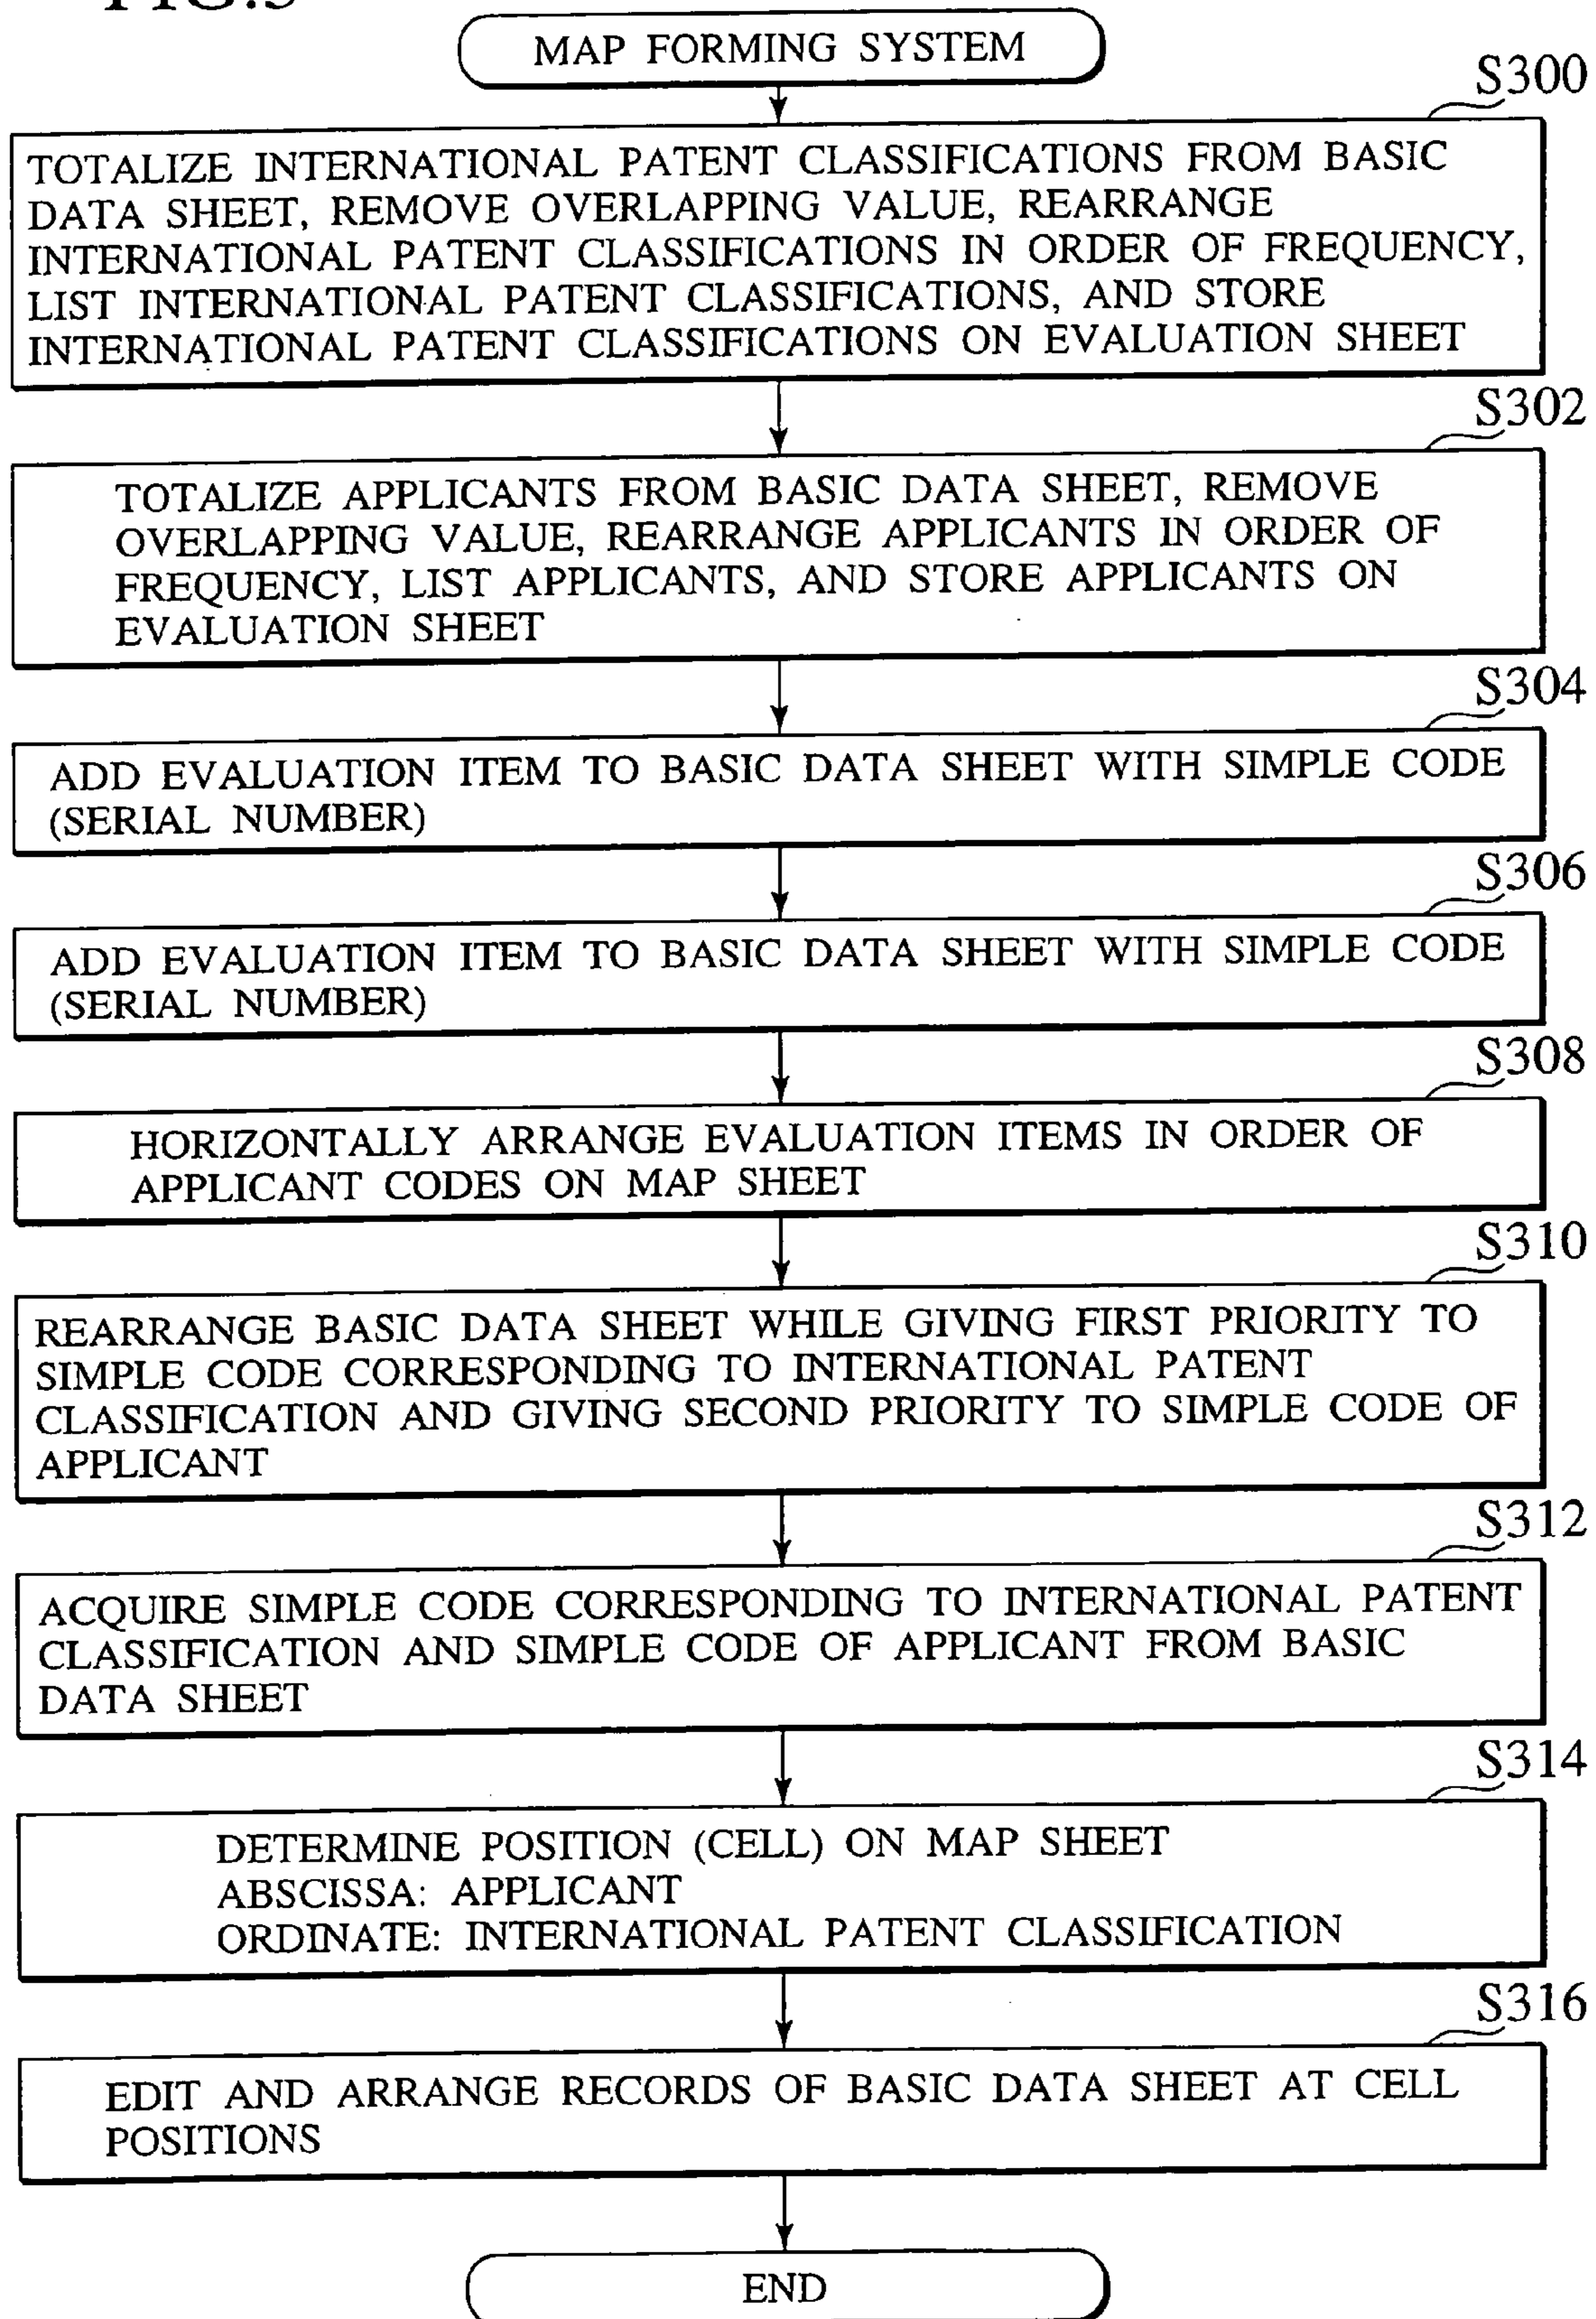 MAP FORMING SYSTEM
S300
TOTALIZE INTERNATIONAL PATENT CLASSIFICATIONS FROM BASIC
DATA SHEET, REMOVE OVERLAPPING VALUE, REARRANGE
INTERNATIONAL PATENT CLASSIFICATIONS IN ORDER OF FREQUENCY,
LIST INTERNATIONAL PATENT CLASSIFICATIONS, AND STORE
INTERNATIONAL PATENT CLASSIFICATIONS ON EVALUATION SHEET
S302
TOTALIZE APPLICANTS FROM BASIC DATA SHEET, REMOVE
OVERLAPPING VALUE, REARRANGE APPLICANTS IN ORDER OF
FREQUENCY, LIST APPLICANTS, AND STORE APPLICANTS ON
EVALUATION SHEET
S304
ADD EVALUATION ITEM TO BASIC DATA SHEET WITH SIMPLE CODE
(SERIAL NUMBER)
S306
ADD EVALUATION ITEM TO BASIC DATA SHEET WITH SIMPLE CODE
(SERIAL NUMBER)
S308
HORIZONTALLY ARRANGE EVALUATION ITEMS IN ORDER OF
APPLICANT CODES ON MAP SHEET
S310
REARRANGE BASIC DATA SHEET WHILE GIVING FIRST PRIORITY TO
SIMPLE CODE CORRESPONDING TO INTERNATIONAL PATENT
CLASSIFICATION AND GIVING SECOND PRIORITY TO SIMPLE CODE OF
APPLICANT
S312
ACQUIRE SIMPLE CODE CORRESPONDING TO INTERNATIONAL PATENT
CLASSIFICATION AND SIMPLE CODE OF APPLICANT FROM BASIC
DATA SHEET
S314
DETERMINE POSITION (CELL) ON MAP SHEET
ABSCISSA: APPLICANT
ORDINATE: INTERNATIONAL PATENT CLASSIFICATION
S316
EDIT AND ARRANGE RECORDS OF BASIC DATA SHEET AT CELL
POSITIONS
END